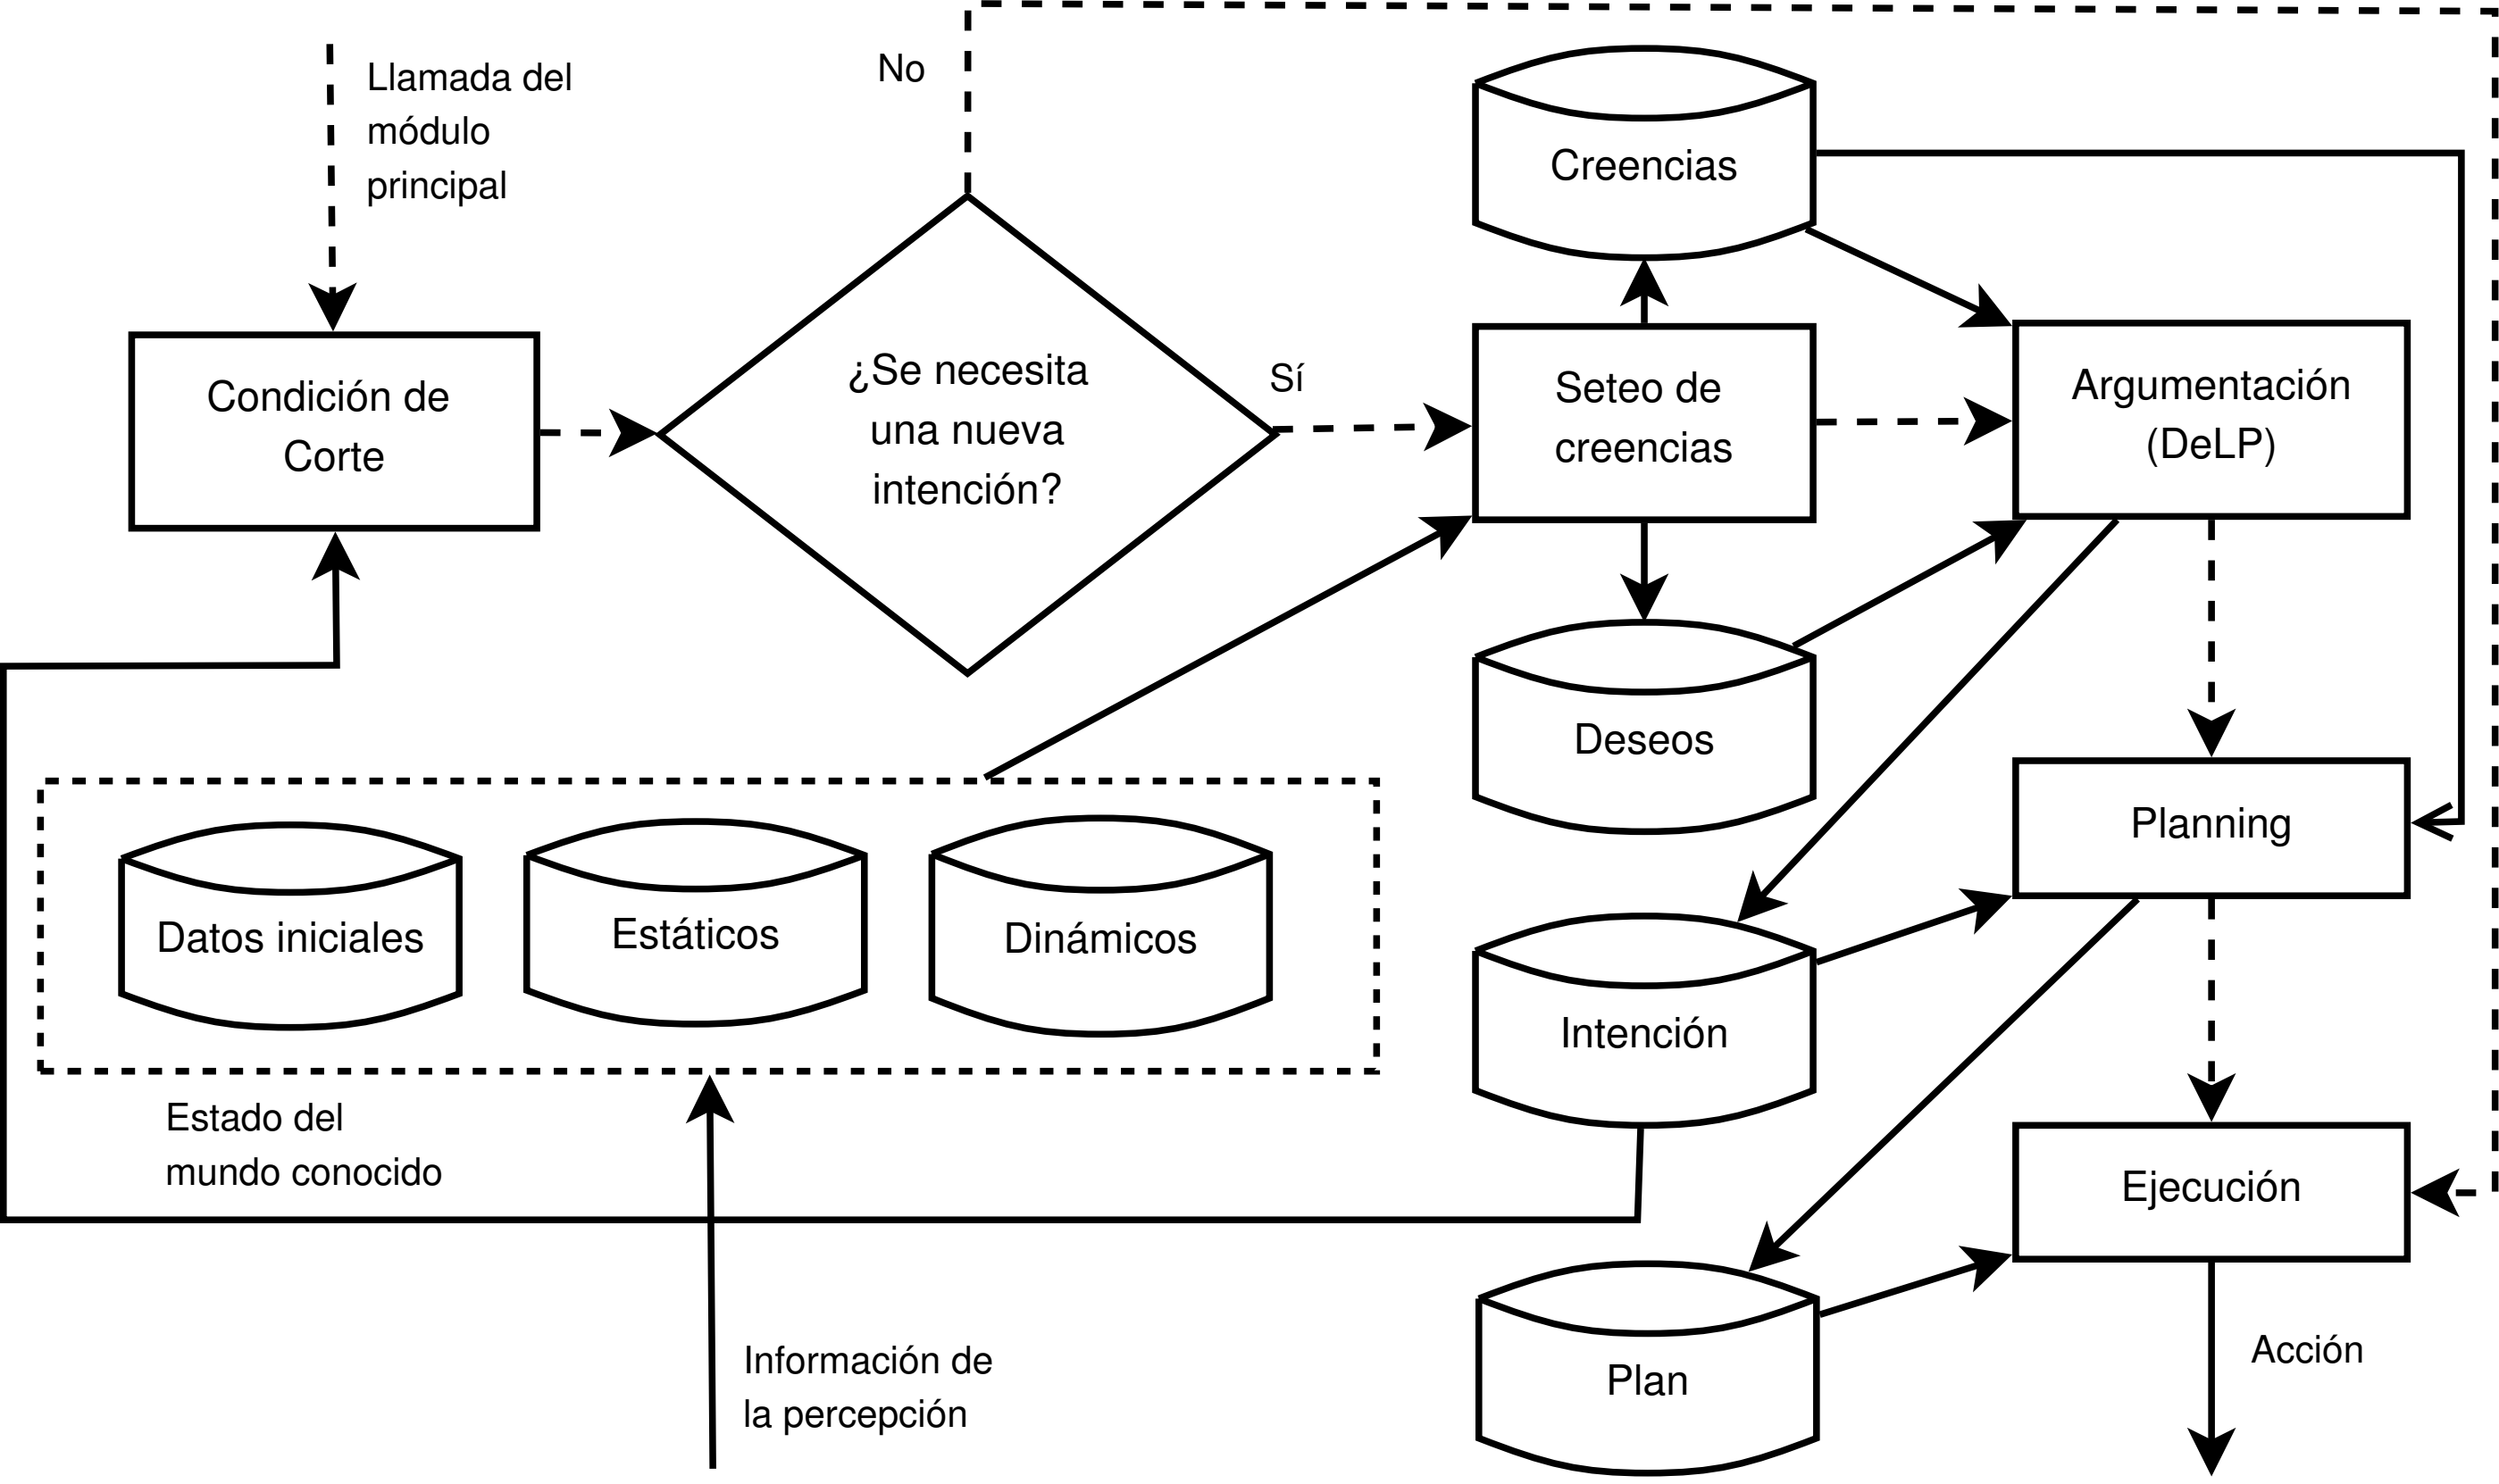 No
Llamada del
módulo
principal
Creencias
Condición de
Corte
¿Se necesita
una nueva
intención?
Sí
Seteo de
creencias
Argumentación
(DeLP)
Deseos
Planning
Datos iniciales
Estáticos
Dinámicos
Intención
Estado del
mundo conocido
Ejecución
Información de
la percepción
Plan
Acción